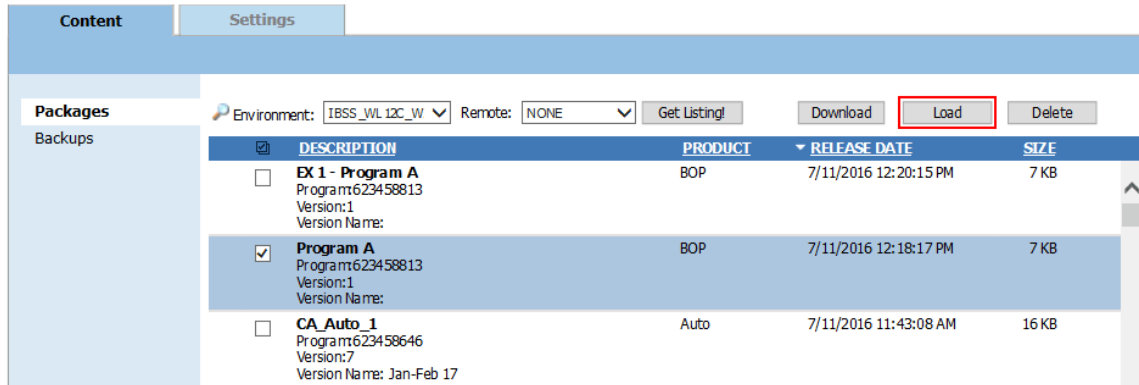 Content Settings
Packages
Backups
Environment: IBSS_WL 12C_W Remote: NONE Get Listing! Download Load Delete
DESCRIPTION PRODUCT RELEASE DATE SIZE
EX 1 - Program A BOP 7/11/2016 12:20:15 PM 7 KB
Program:623458813
Version:1
Version Name:
Program A BOP 7/11/2016 12:18:17 PM 7 KB
Program:623458813
Version:1
Version Name:
CA_Auto_1 Auto 7/11/2016 11:43:08 AM 16 KB
Program:623458646
Version:7
Version Name: Jan-Feb 17